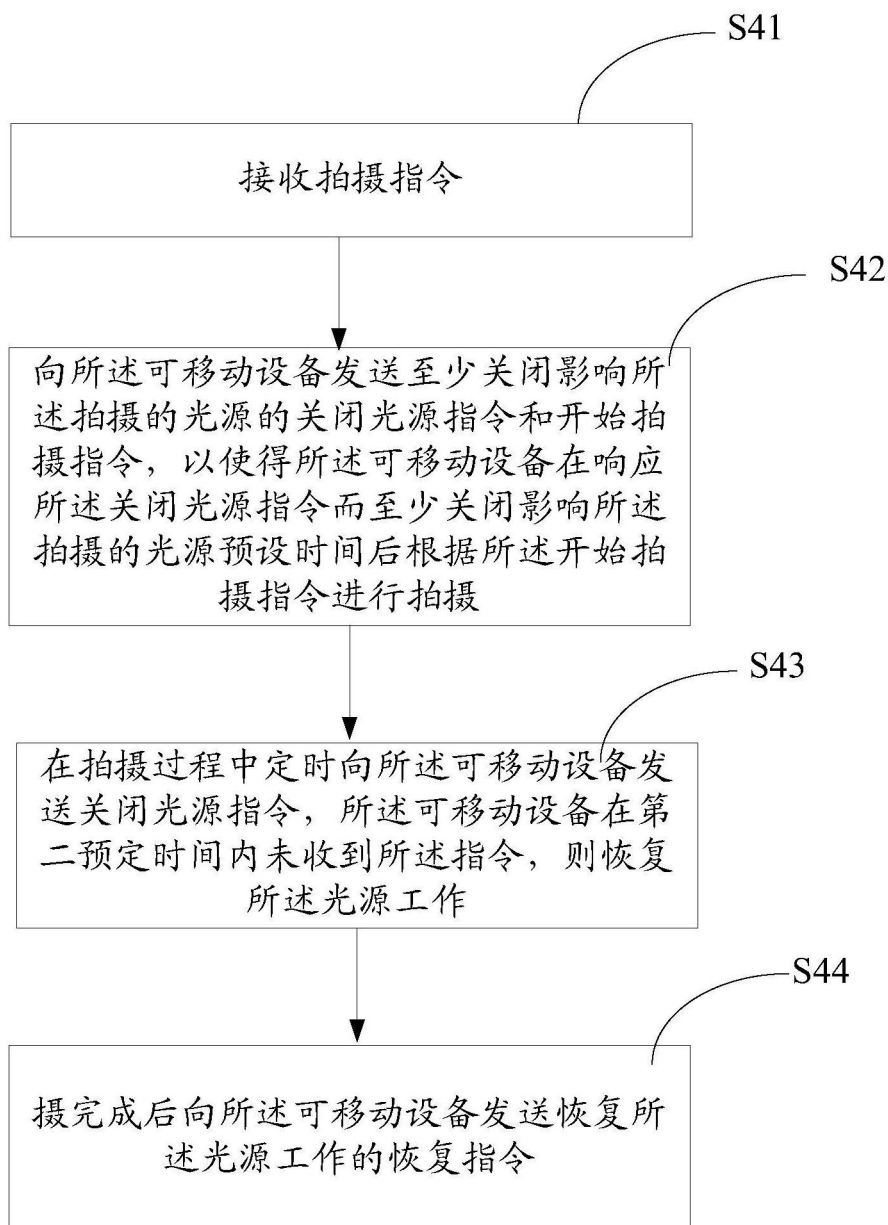 S41
接收拍摄指令
S42
向所述可移动设备发送至少关闭影响所
述拍摄的光源的关闭光源指令和开始拍
摄指令，以使得所述可移动设备在响应
所述关闭光源指令而至少关闭影响所述
拍摄的光源预设时间后根据所述开始拍
摄指令进行拍摄
S43
在拍摄过程中定时向所述可移动设备发
送关闭光源指令，所述可移动设备在第
二预定时间内未收到所述指令，则恢复
所述光源工作
S44
摄完成后向所述可移动设备发送恢复所
述光源工作的恢复指令